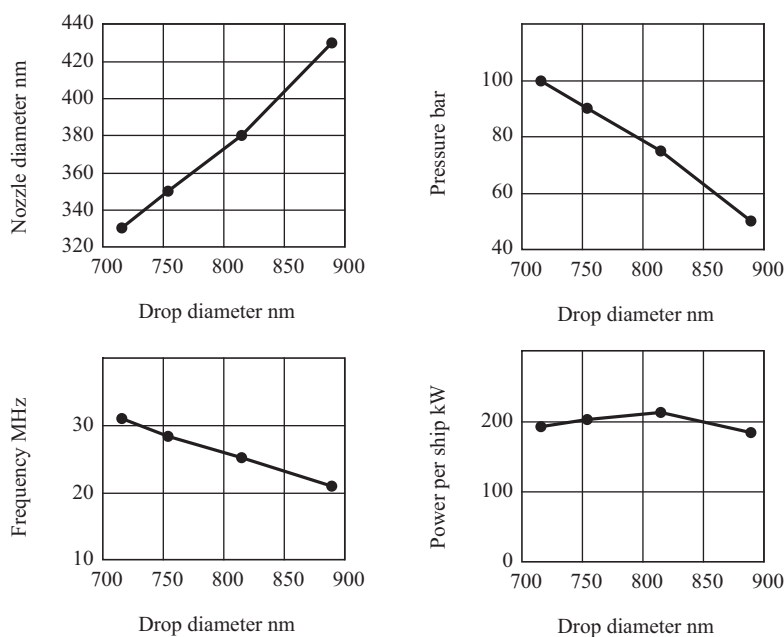 Nozzle diameter nm
440
420
400
380
360
340
320
700 750 800 850 900
Drop diameter nm
Pressure bar
100
80
60
40
700 750 800 850 900
Drop diameter nm
Frequency MHz
30
20
10
700 750 800 850 900
Drop diameter nm
Power per ship kW
200
100
0
700 750 800 850 900
Drop diameter nm